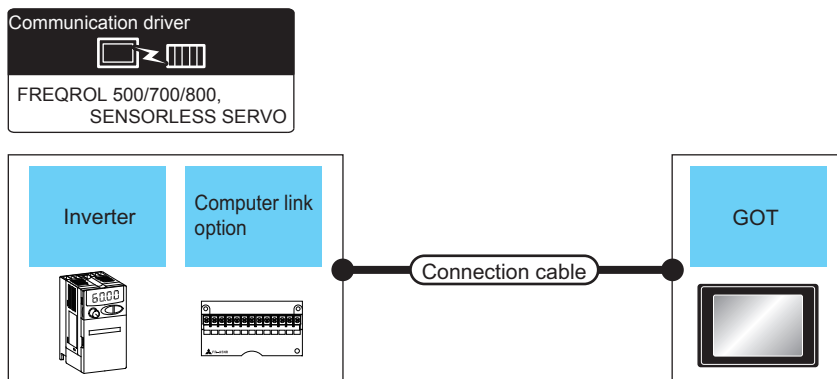 Communication driver
FREQROL 500/700/800,
SENSORLESS SERVO
Inverter
Computer link
option
Connection cable
GOT
60.00